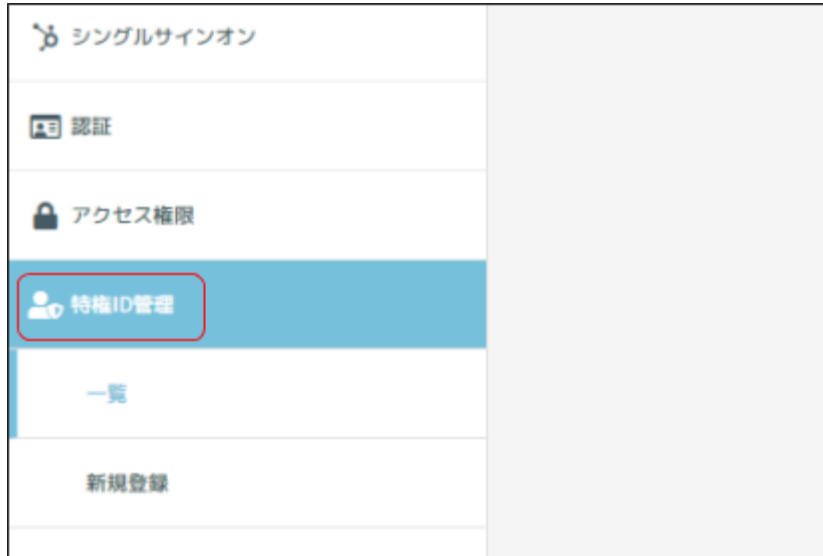 シングルサインオン
認証
アクセス権限
特権ID管理
一覧
新規登録